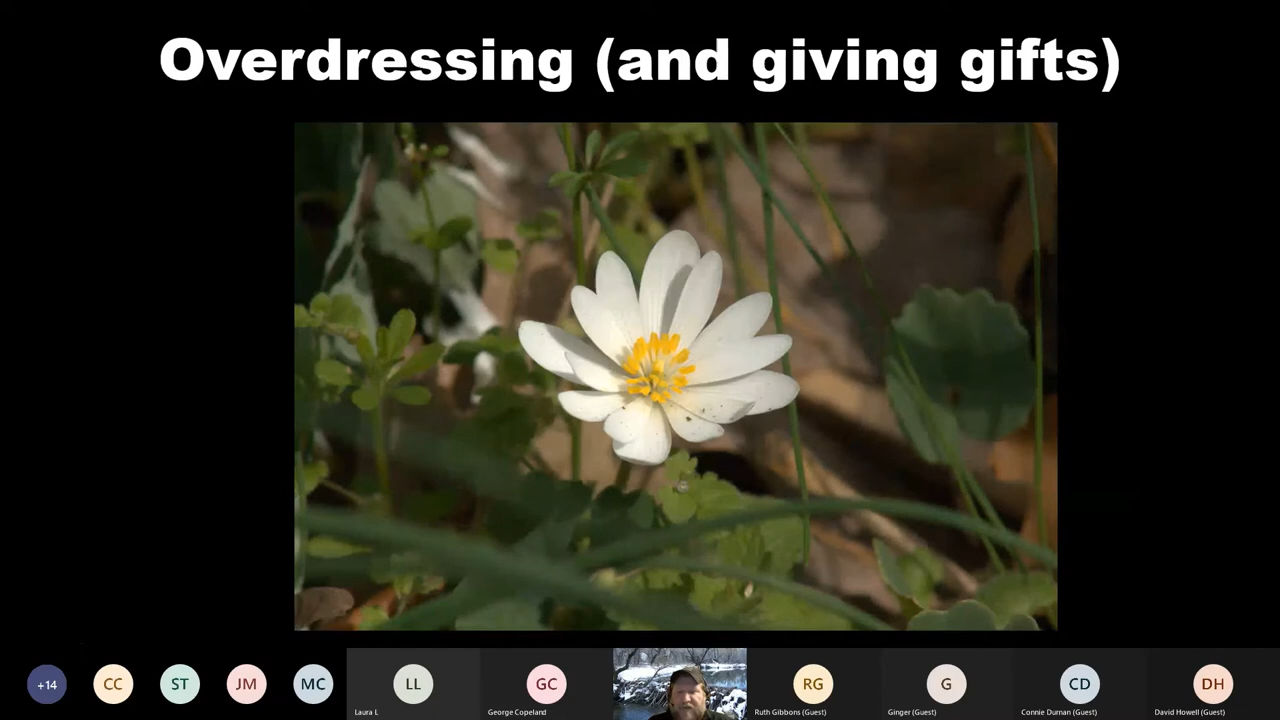 Overdressing (and giving gifts)
+14
CC
ST
JM
MC
LL
GC
RG
G
CD
DH
Laura L
George Copeland
Ruth Gibbons (Guest)
Ginger (Guest)
Connie Durnan (Guest)
David Howell (Guest)